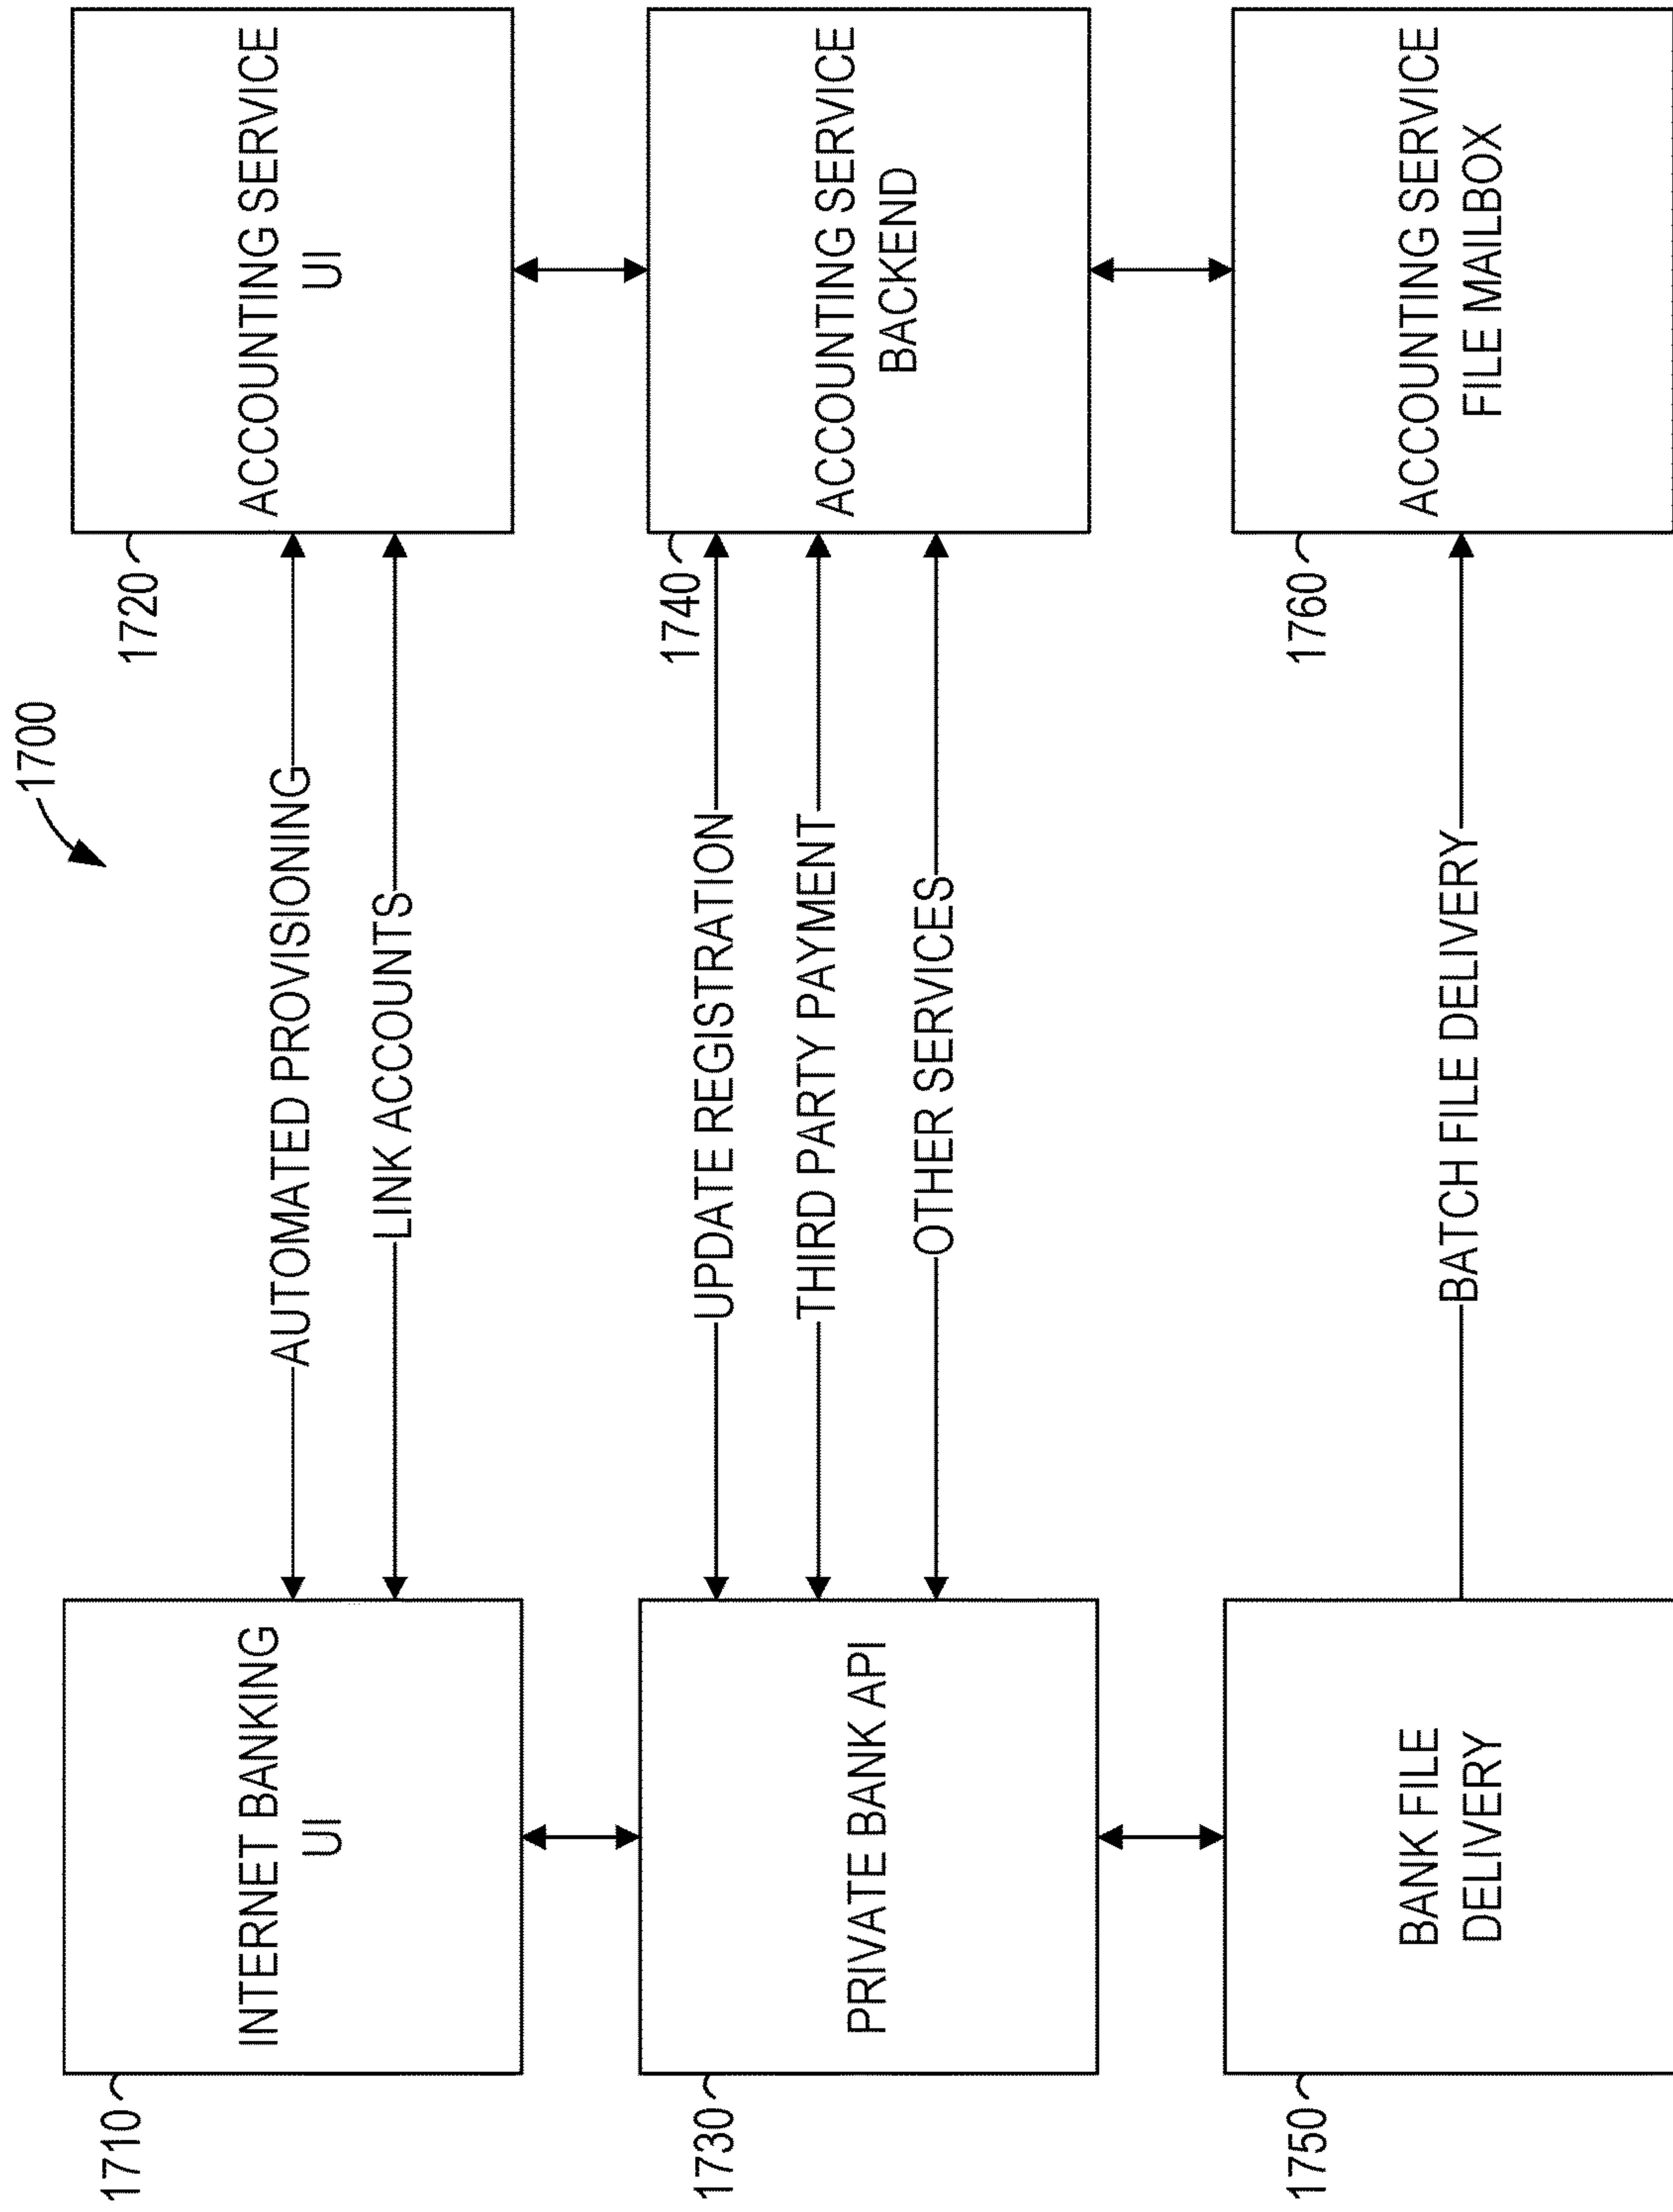 1700
1710
INTERNET BANKING
UI
AUTOMATED PROVISIONING
LINK ACCOUNTS
1720
ACCOUNTING SERVICE
UI
1730
PRIVATE BANK API
UPDATE REGISTRATION
THIRD PARTY PAYMENT
OTHER SERVICES
1740
ACCOUNTING SERVICE
BACKEND
1750
BANK FILE
DELIVERY
BATCH FILE DELIVERY
1760
ACCOUNTING SERVICE
FILE MAILBOX